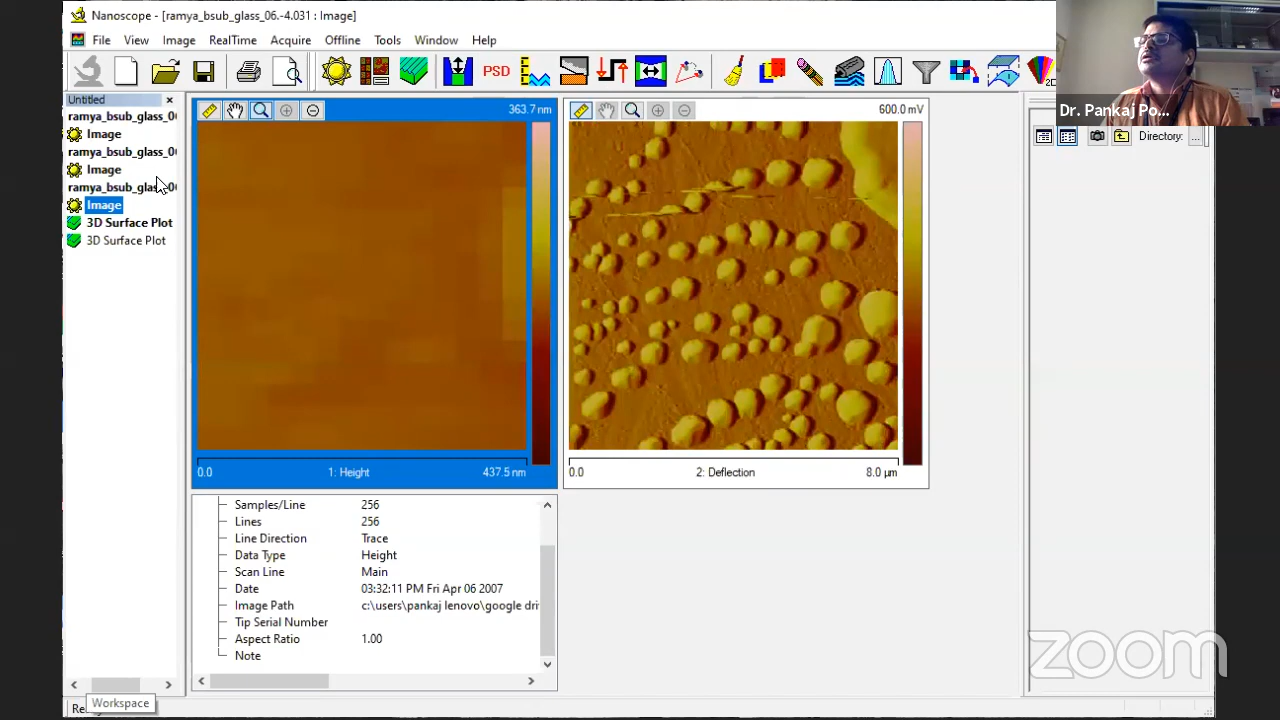 Nanoscope - [ramya_bsub_glass_06.-4.031 : Image]
File View Image RealTime Acquire Offline Tools Window Help
PSD
2D
Dr. Pankaj Po...
Untitled
ramya_bsub_glass_0
Image
ramya_bsub_glass_0
Image
ramya_bsub_glass_0
Image
3D Surface Plot
3D Surface Plot
363.7 nm
0.0 1: Height 437.5 nm
600.0 mV
0.0 2: Deflection 8.0 µm
Directory: ...
Samples/Line 256
Lines 256
Line Direction Trace
Data Type Height
Scan Line Main
Date 03:32:11 PM Fri Apr 06 2007
Image Path c:\users\pankaj lenovo\google dri
Tip Serial Number
Aspect Ratio 1.00
Note
Workspace
zoom